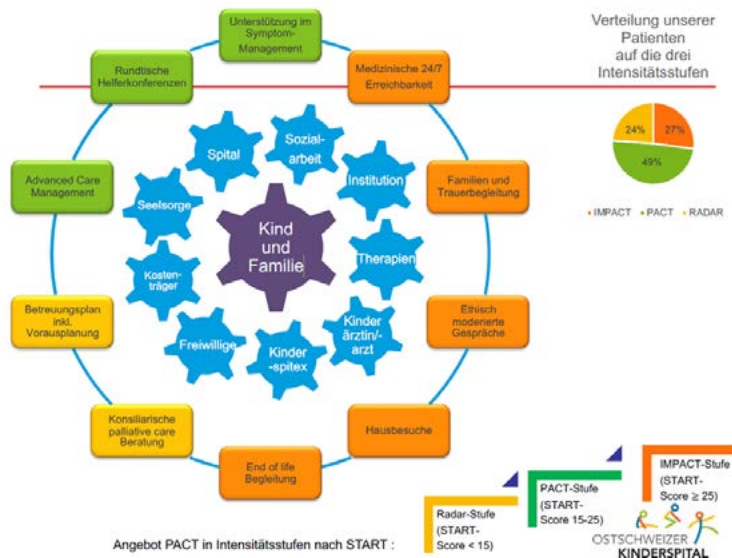 Unterstützung im
Symptom-
Management
Rundtische
Helferkonferenzen
Medizinische 24/7
Erreichbarkeit
Verteilung unserer
Patienten
auf die drei
Intensitätsstufen
24%
27%
49%
IMPACT
PACT
RADAR
Advanced Care
Management
Familien und
Trauerbegleitung
Spital
Sozial-
arbeit
Institution
Seelsorge
Kind
und
Familie
Therapien
Kosten-
träger
Freiwillige
Kinder
-spitex
Kinder
ärztin/-
arzt
Betreuungsplan
inkl.
Vorausplanung
Ethisch
moderierte
Gespräche
Konsiliarische
palliative care
Beratung
End of life
Begleitung
Hausbesuche
Angebot PACT in Intensitätsstufen nach START :
Radar-Stufe
(START-
Score < 15)
PACT-Stufe
(START-
Score 15-25)
IMPACT-Stufe
(START-
Score ≥ 25)
OSTSCHWEIZER
KINDERSPITAL